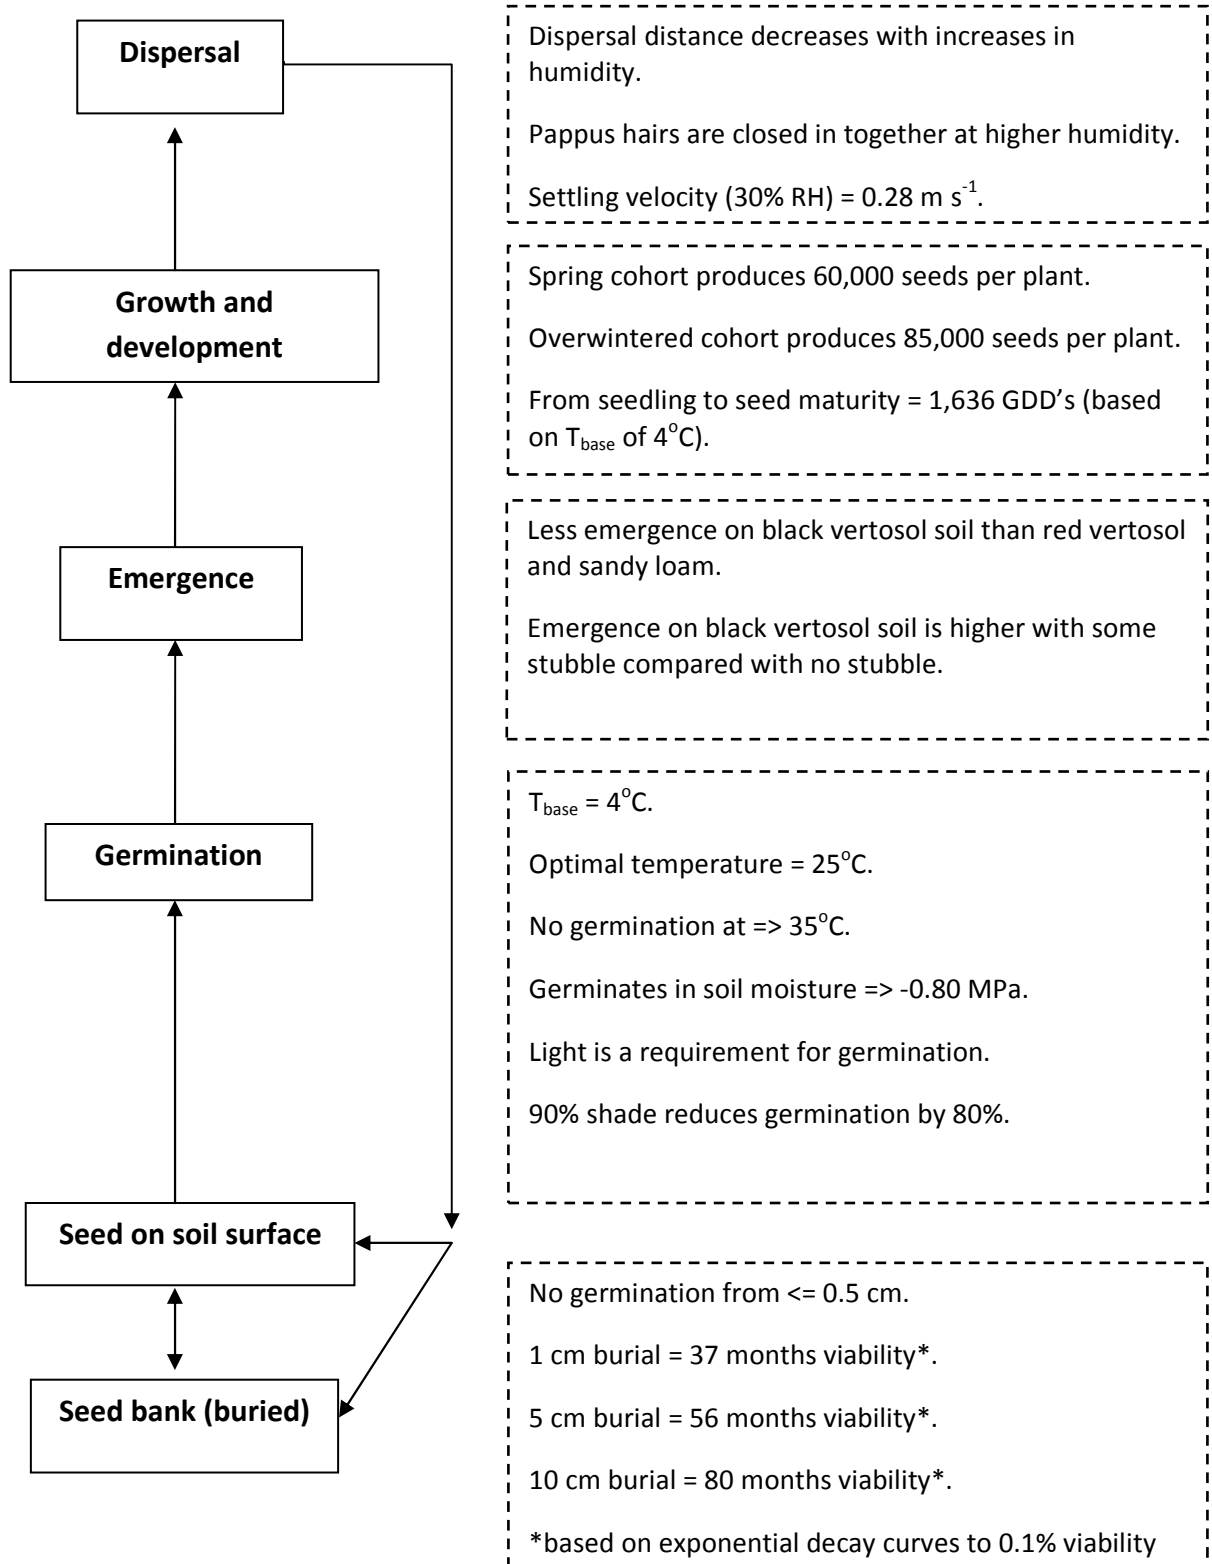 Dispersal
Dispersal distance decreases with increases in
humidity.
Pappus hairs are closed in together at higher humidity.
Settling velocity (30% RH) = 0.28 m s⁻¹.
Growth and
development
Spring cohort produces 60,000 seeds per plant.
Overwintered cohort produces 85,000 seeds per plant.
From seedling to seed maturity = 1,636 GDD’s (based
on T_base of 4°C).
Emergence
Less emergence on black vertosol soil than red vertosol
and sandy loam.
Emergence on black vertosol soil is higher with some
stubble compared with no stubble.
Germination
T_base = 4°C.
Optimal temperature = 25°C.
No germination at => 35°C.
Germinates in soil moisture => -0.80 MPa.
Light is a requirement for germination.
90% shade reduces germination by 80%.
Seed on soil surface
Seed bank (buried)
No germination from <= 0.5 cm.
1 cm burial = 37 months viability*.
5 cm burial = 56 months viability*.
10 cm burial = 80 months viability*.
*based on exponential decay curves to 0.1% viability